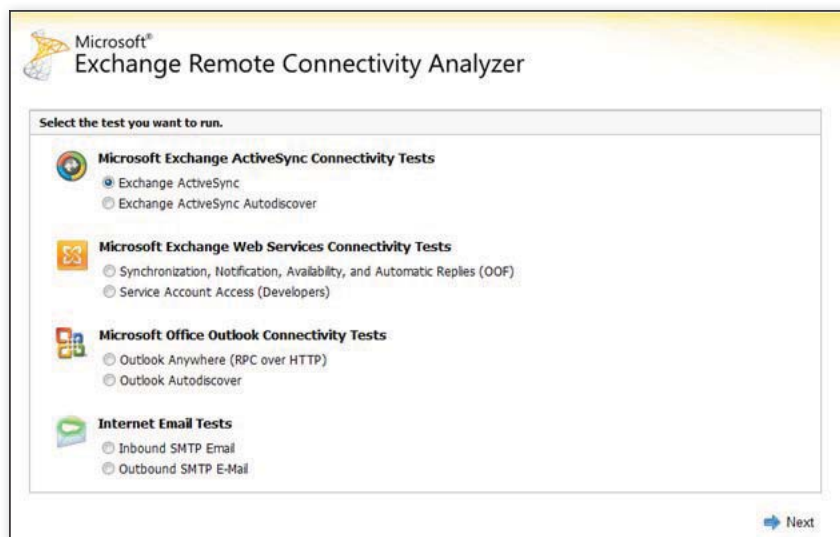 Microsoft®
Exchange Remote Connectivity Analyzer
Select the test you want to run.
Microsoft Exchange ActiveSync Connectivity Tests
Exchange ActiveSync
Exchange ActiveSync Autodiscover
Microsoft Exchange Web Services Connectivity Tests
Synchronization, Notification, Availability, and Automatic Replies (OOF)
Service Account Access (Developers)
Microsoft Office Outlook Connectivity Tests
Outlook Anywhere (RPC over HTTP)
Outlook Autodiscover
Internet Email Tests
Inbound SMTP Email
Outbound SMTP E-Mail
Next